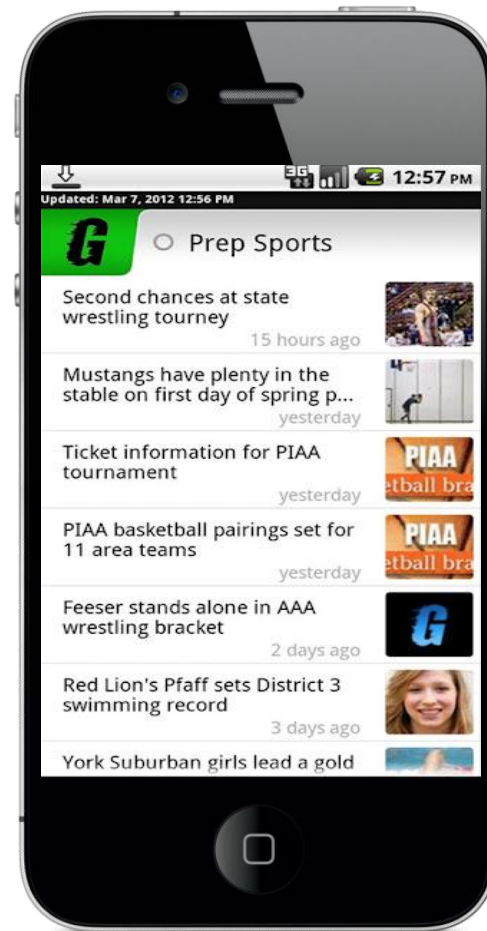 3G
12:57 PM
Updated: Mar 7, 2012 12:56 PM
G
Prep Sports
Second chances at state
wrestling tourney
15 hours ago
Mustangs have plenty in the
stable on first day of spring p...
yesterday
Ticket information for PIAA
tournament
yesterday
PIAA
etball bra
PIAA basketball pairings set for
11 area teams
yesterday
PIAA
etball bra
Feeser stands alone in AAA
wrestling bracket
2 days ago
G
Red Lion's Pfaff sets District 3
swimming record
3 days ago
York Suburban girls lead a gold